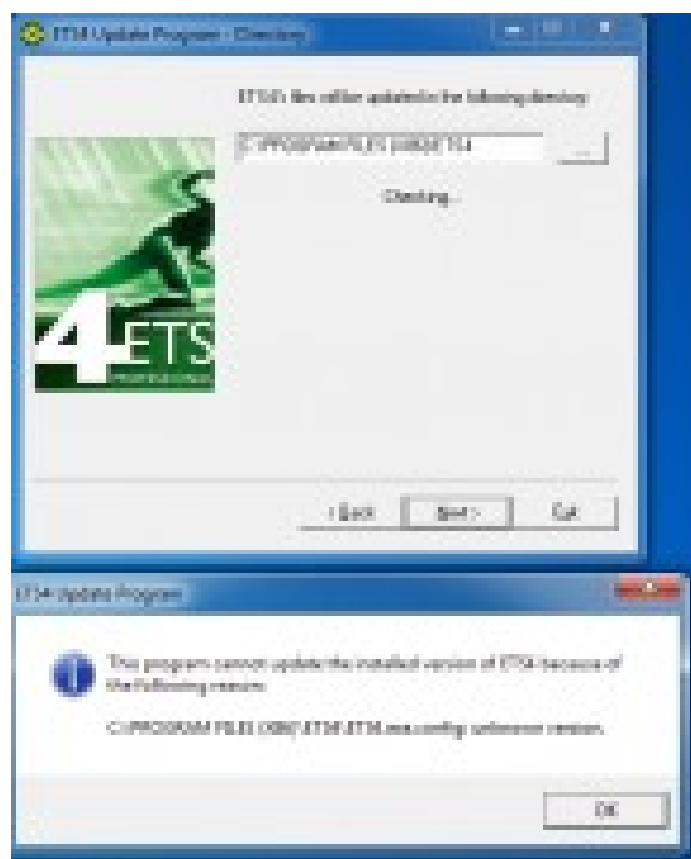 ETS4 Update Program - Directory
ETS4's files will be updated in the following directory
C:\PROGRAM FILES (X86)\ETS4
...
Checking...
4 ETS
PROFESSIONAL
< Back
Next >
Exit
ETS4 Update Program
This program cannot update the installed version of ETS4 because of
the following reason:
C:\PROGRAM FILES (X86)\ETS4\ETS4.exe.config: unknown version.
OK